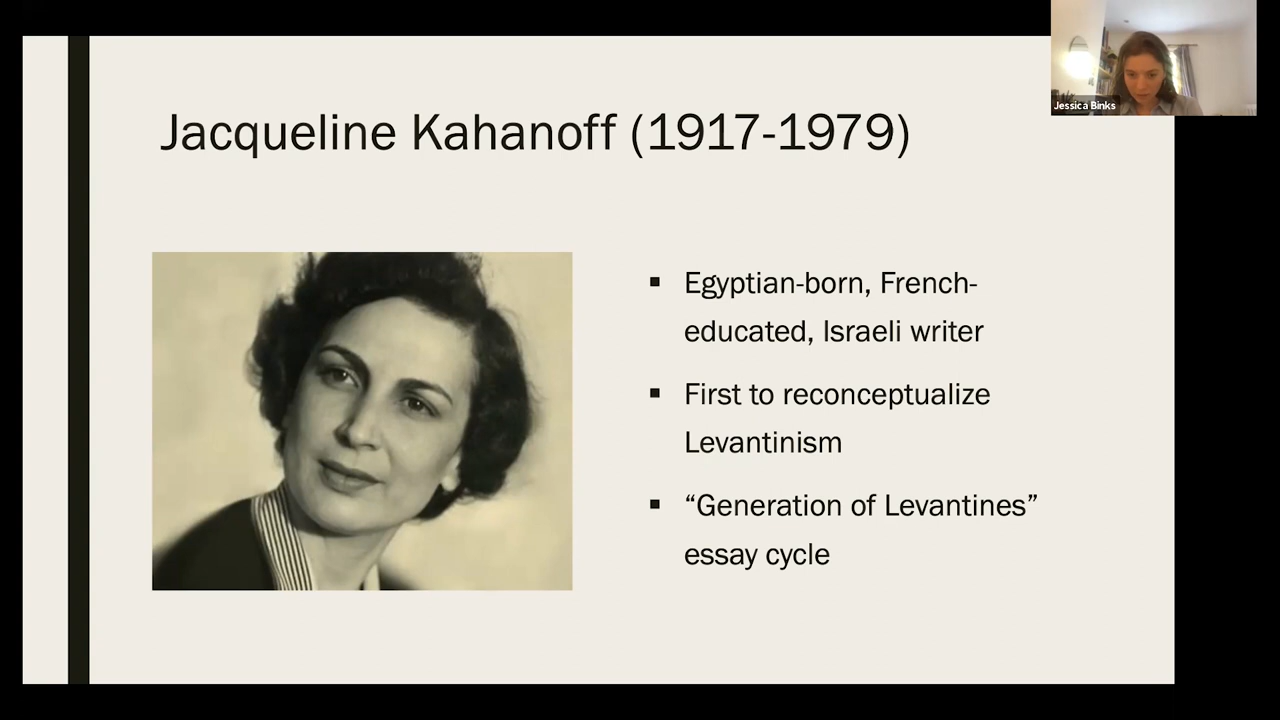 Jessica Binks
Jacqueline Kahanoff (1917-1979)
▪ Egyptian-born, French-
educated, Israeli writer
▪ First to reconceptualize
Levantinism
▪ “Generation of Levantines”
essay cycle